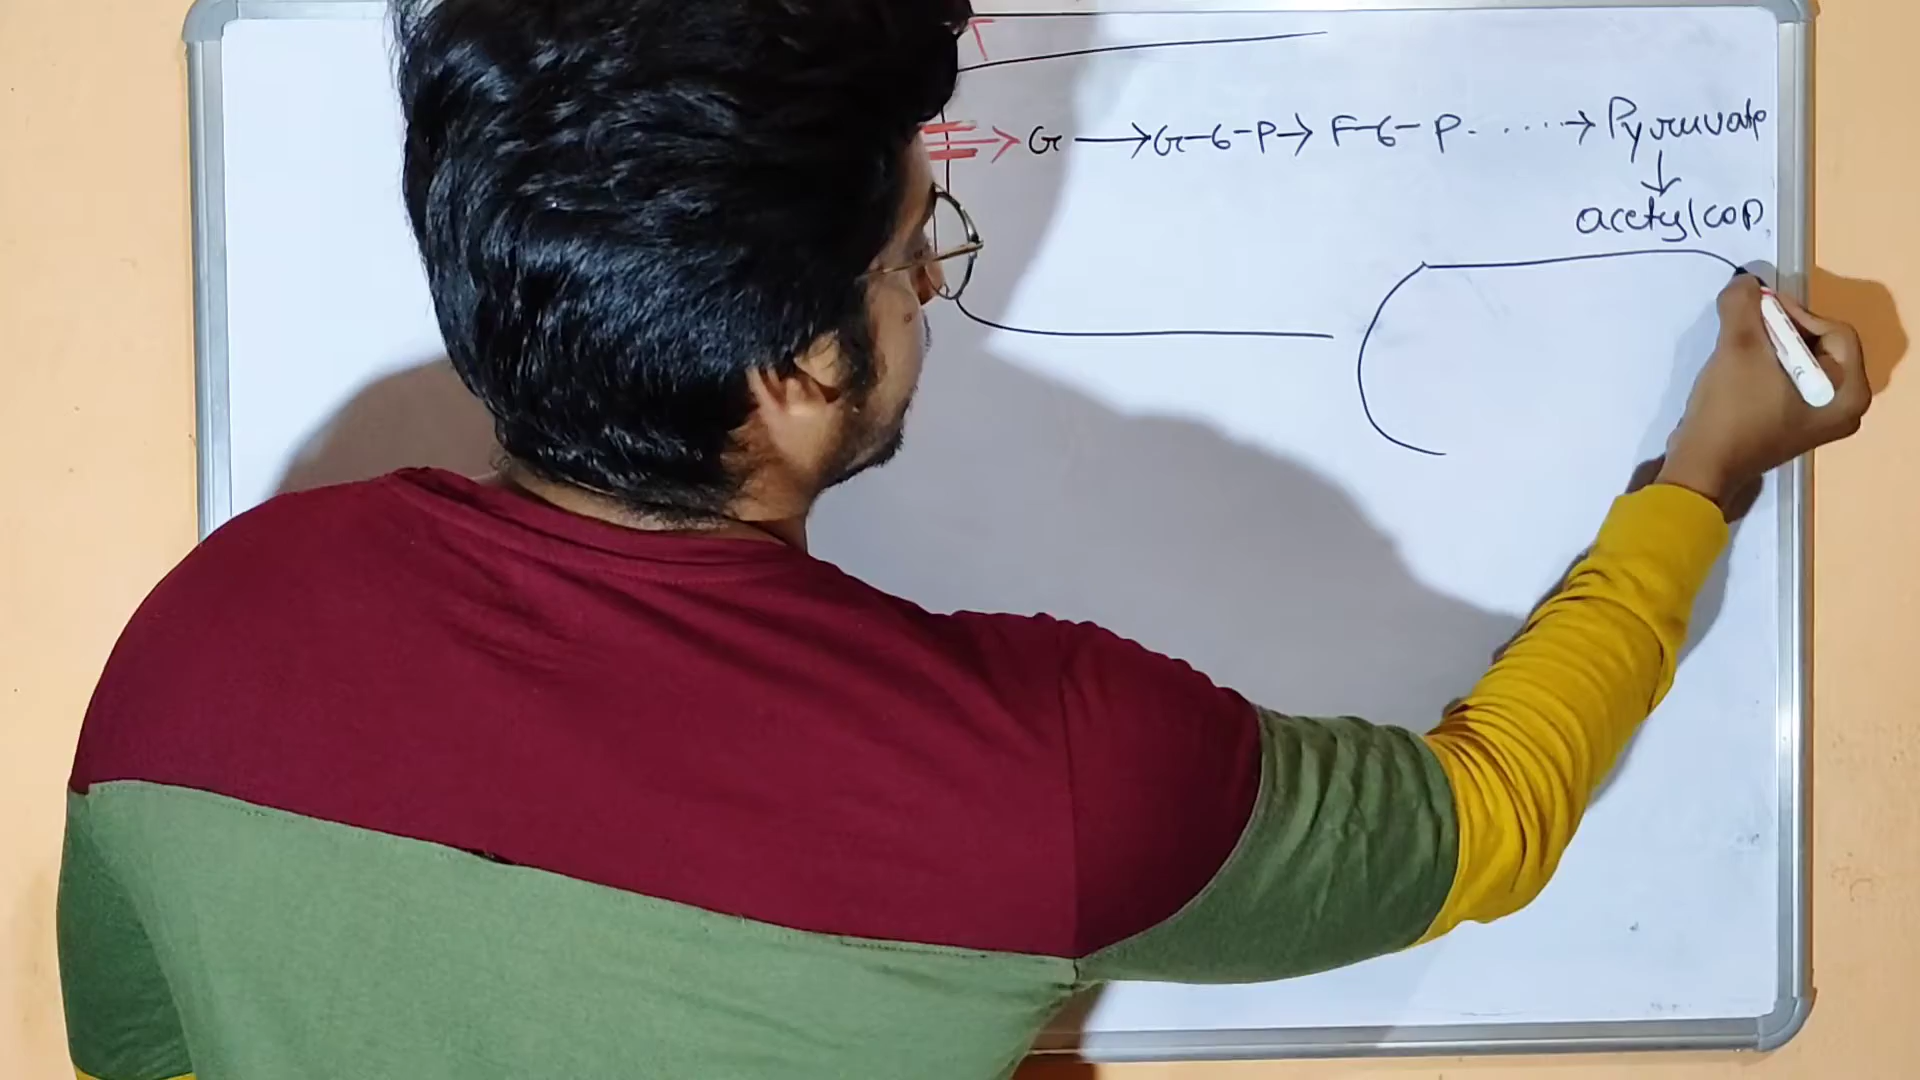 G → G-6-P → F-6-P ......→ Pyruvate
↓
acetylcoA